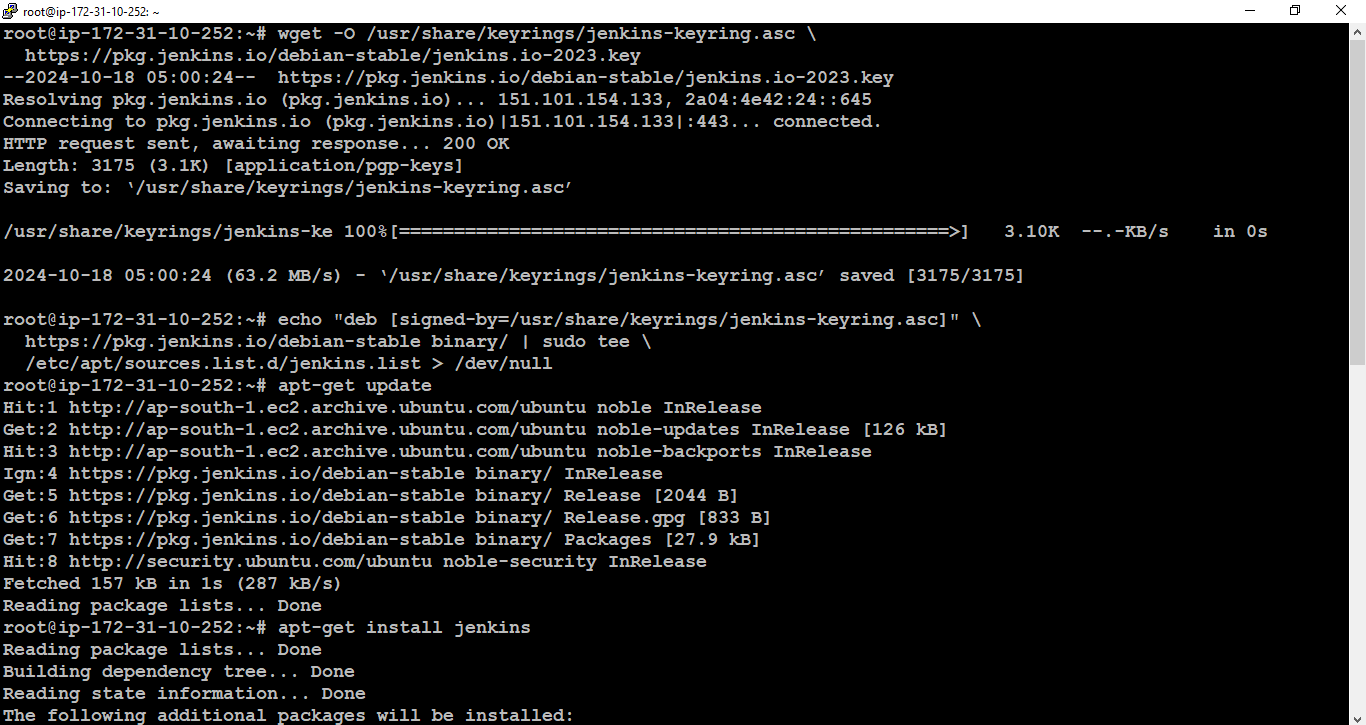 root@ip-172-31-10-252: ~
root@ip-172-31-10-252:~# wget -O /usr/share/keyrings/jenkins-keyring.asc \
  https://pkg.jenkins.io/debian-stable/jenkins.io-2023.key
--2024-10-18 05:00:24--  https://pkg.jenkins.io/debian-stable/jenkins.io-2023.key
Resolving pkg.jenkins.io (pkg.jenkins.io)... 151.101.154.133, 2a04:4e42:24::645
Connecting to pkg.jenkins.io (pkg.jenkins.io)|151.101.154.133|:443... connected.
HTTP request sent, awaiting response... 200 OK
Length: 3175 (3.1K) [application/pgp-keys]
Saving to: ‘/usr/share/keyrings/jenkins-keyring.asc’
/usr/share/keyrings/jenkins-ke 100%[==================================================>]   3.10K  --.-KB/s    in 0s
2024-10-18 05:00:24 (63.2 MB/s) - ‘/usr/share/keyrings/jenkins-keyring.asc’ saved [3175/3175]
root@ip-172-31-10-252:~# echo "deb [signed-by=/usr/share/keyrings/jenkins-keyring.asc]" \
  https://pkg.jenkins.io/debian-stable binary/ | sudo tee \
  /etc/apt/sources.list.d/jenkins.list > /dev/null
root@ip-172-31-10-252:~# apt-get update
Hit:1 http://ap-south-1.ec2.archive.ubuntu.com/ubuntu noble InRelease
Get:2 http://ap-south-1.ec2.archive.ubuntu.com/ubuntu noble-updates InRelease [126 kB]
Hit:3 http://ap-south-1.ec2.archive.ubuntu.com/ubuntu noble-backports InRelease
Ign:4 https://pkg.jenkins.io/debian-stable binary/ InRelease
Get:5 https://pkg.jenkins.io/debian-stable binary/ Release [2044 B]
Get:6 https://pkg.jenkins.io/debian-stable binary/ Release.gpg [833 B]
Get:7 https://pkg.jenkins.io/debian-stable binary/ Packages [27.9 kB]
Hit:8 http://security.ubuntu.com/ubuntu noble-security InRelease
Fetched 157 kB in 1s (287 kB/s)
Reading package lists... Done
root@ip-172-31-10-252:~# apt-get install jenkins
Reading package lists... Done
Building dependency tree... Done
Reading state information... Done
The following additional packages will be installed: